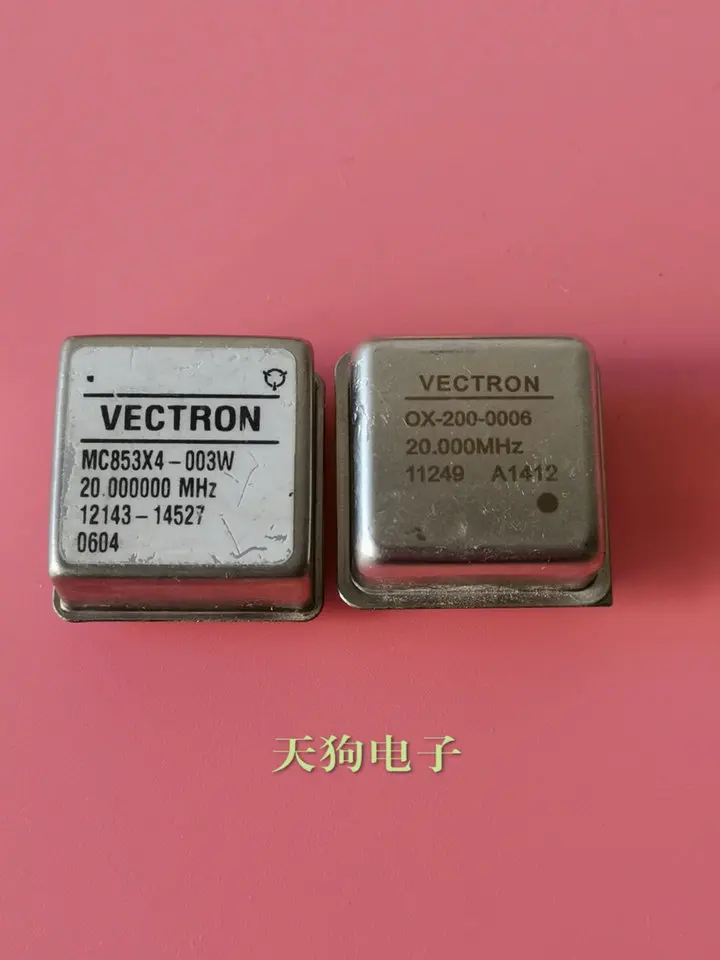 VECTRON
MC853X4-003W
20.000000 MHz
12143-14527
0604
VECTRON
OX-200-0006
20.000MHz
11249 A1412
天狗电子